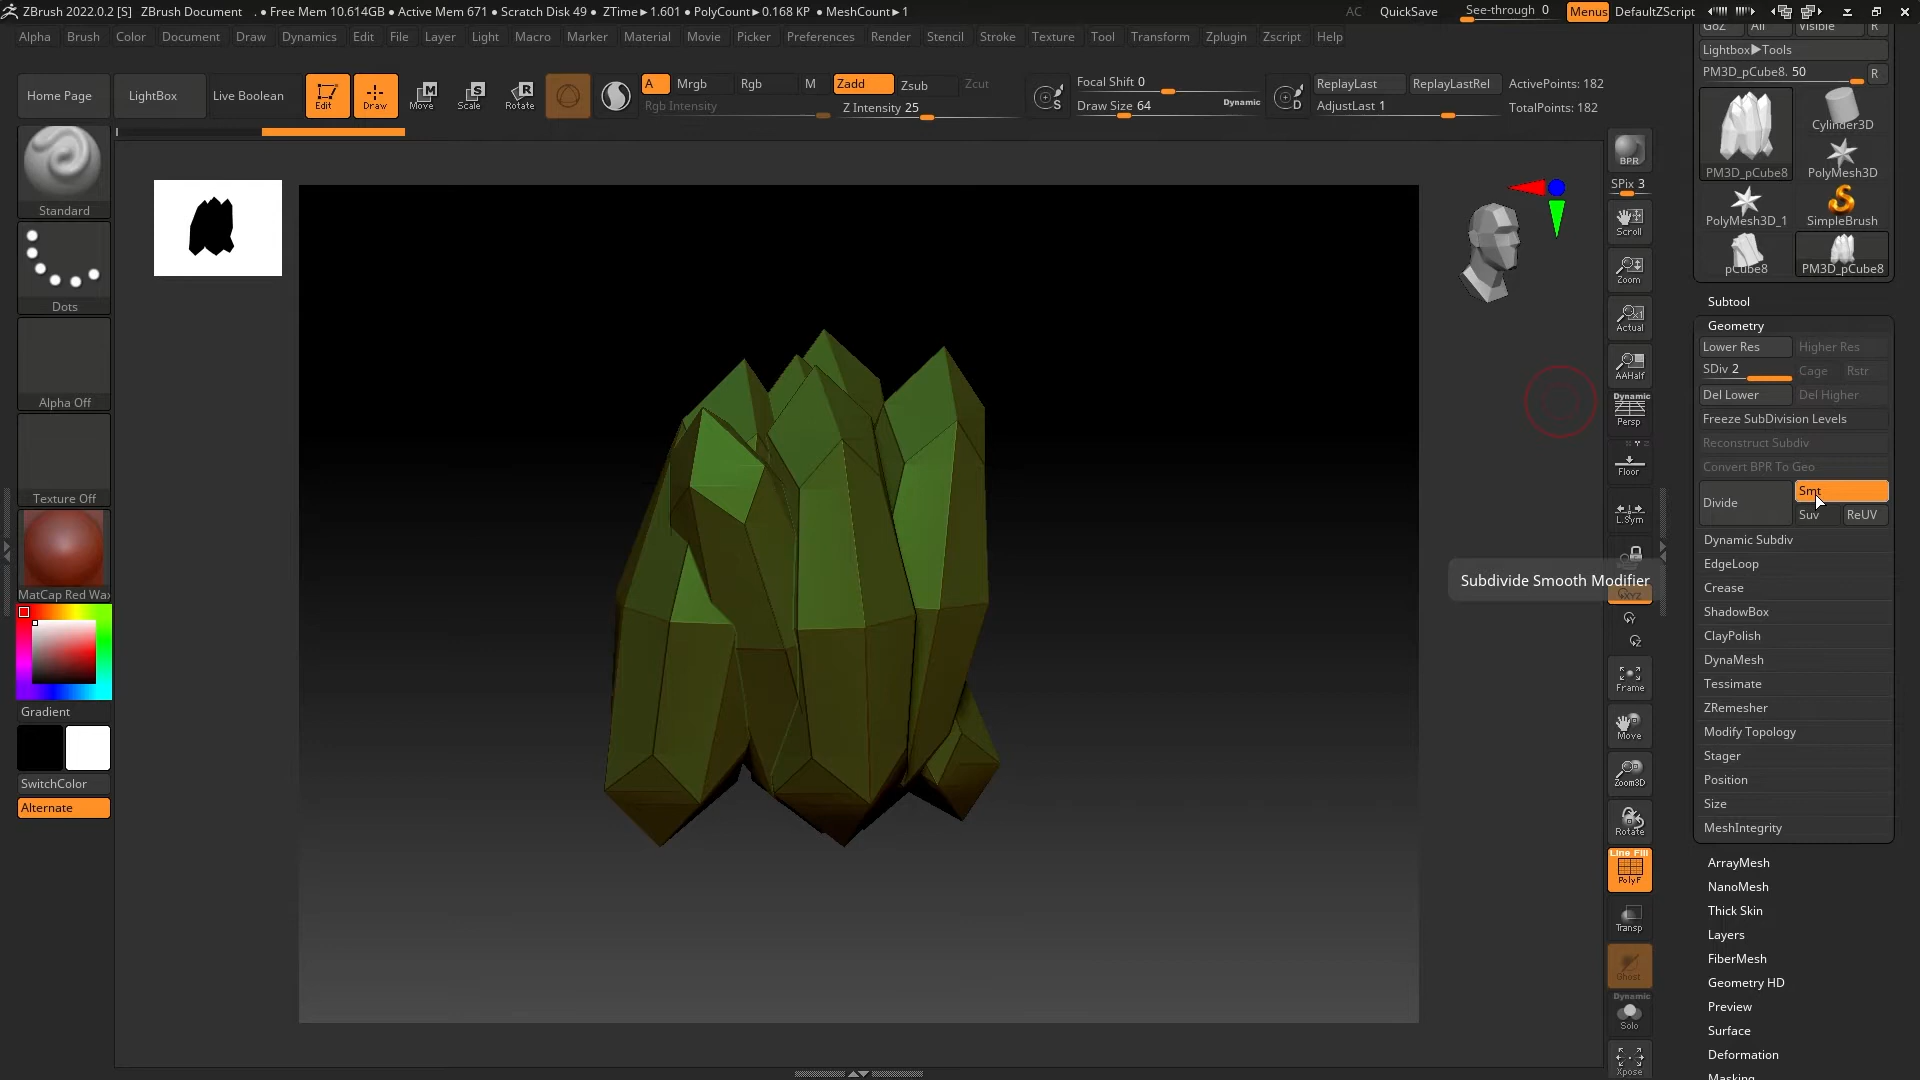 ZBrush 2022.0.2 [S] ZBrush Document . ● Free Mem 10.614GB ● Active Mem 671 ● Scratch Disk 49 ● ZTime►1.601 ● PolyCount►0.168 KP ● MeshCount►1 AC QuickSave See-through 0 Menus DefaultZScript
Alpha Brush Color Document Draw Dynamics Edit File Layer Light Macro Marker Material Movie Picker Preferences Render Stencil Stroke Texture Tool Transform Zplugin Zscript Help
Home Page LightBox Live Boolean Edit Draw Move Scale Rotate
A Mrgb Rgb M Zadd Zsub Zcut
Rgb Intensity Z Intensity 25
Focal Shift 0
Draw Size 64 Dynamic
S
D
ReplayLast ReplayLastRel ActivePoints: 182
AdjustLast 1 TotalPoints: 182
Standard
Dots
Alpha Off
Texture Off
MatCap Red Wax
Gradient
SwitchColor
Alternate
BPR
SPix 3
Scroll
Zoom
Actual
AAHalf
Dynamic
Persp
Floor
L.Sym
XYZ
Frame
Move
Zoom3D
Rotate
Line Fill
PolyF
Transp
Ghost
Dynamic
Solo
Xpose
Subdivide Smooth Modifier
GoZ All Visible R
Lightbox►Tools
PM3D_pCube8. 50 R
PM3D_pCube8 Cylinder3D
PolyMesh3D
PolyMesh3D_1 SimpleBrush
pCube8 PM3D_pCube8
Subtool
Geometry
Lower Res Higher Res
SDiv 2 Cage Rstr
Del Lower Del Higher
Freeze SubDivision Levels
Reconstruct Subdiv
Convert BPR To Geo
Divide Smt
Suv ReUV
Dynamic Subdiv
EdgeLoop
Crease
ShadowBox
ClayPolish
DynaMesh
Tessimate
ZRemesher
Modify Topology
Stager
Position
Size
MeshIntegrity
ArrayMesh
NanoMesh
Thick Skin
Layers
FiberMesh
Geometry HD
Preview
Surface
Deformation
Masking